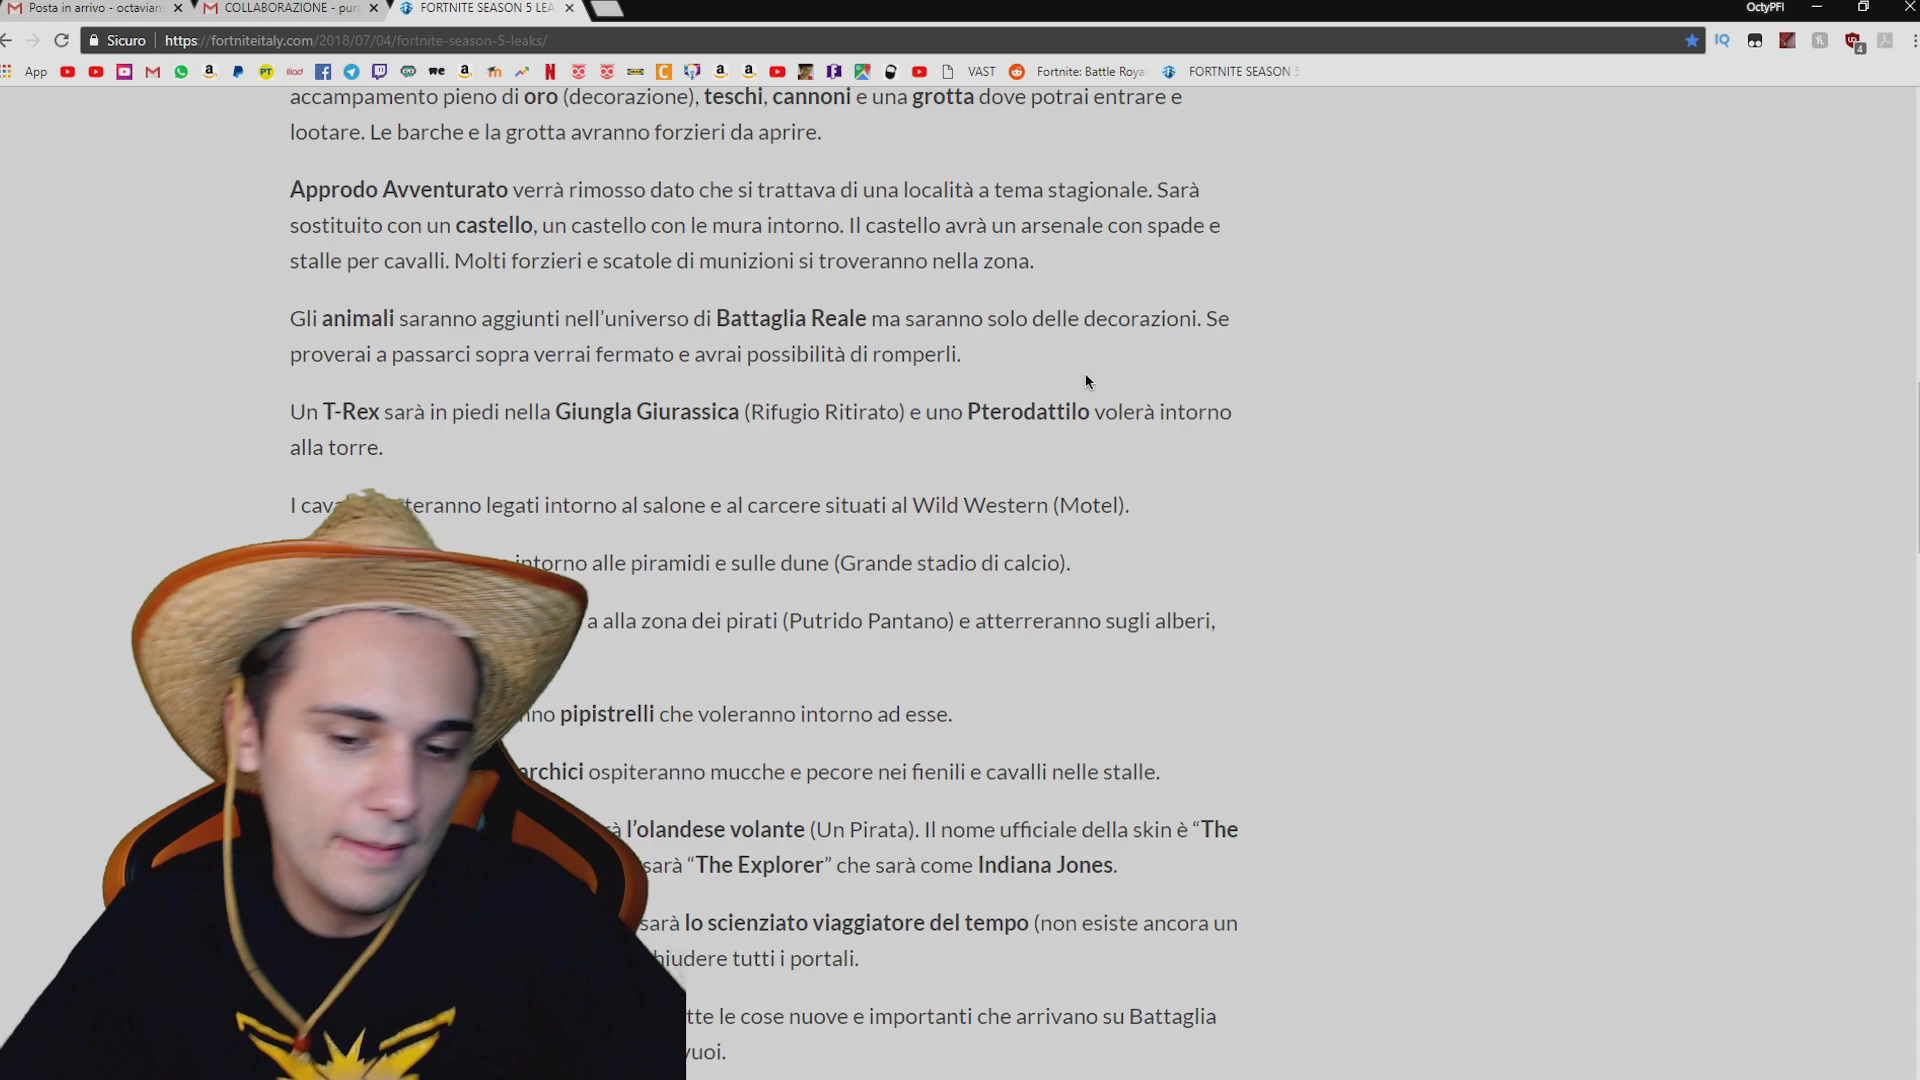 Posta in arrivo - octavian
COLLABORAZIONE - pur
FORTNITE SEASON 5 LEA
OctyPFI
Sicuro
https://fortniteitaly.com/2018/07/04/fortnite-season-5-leaks/
App
VAST
Fortnite: Battle Roya
FORTNITE SEASON 5
accampamento pieno di oro (decorazione), teschi, cannoni e una grotta dove potrai entrare e
lootare. Le barche e la grotta avranno forzieri da aprire.
Approdo Avventurato verrà rimosso dato che si trattava di una località a tema stagionale. Sarà
sostituito con un castello, un castello con le mura intorno. Il castello avrà un arsenale con spade e
stalle per cavalli. Molti forzieri e scatole di munizioni si troveranno nella zona.
Gli animali saranno aggiunti nell’universo di Battaglia Reale ma saranno solo delle decorazioni. Se
proverai a passarci sopra verrai fermato e avrai possibilità di romperli.
Un T-Rex sarà in piedi nella Giungla Giurassica (Rifugio Ritirato) e uno Pterodattilo volerà intorno
alla torre.
I cava teranno legati intorno al salone e al carcere situati al Wild Western (Motel).
intorno alle piramidi e sulle dune (Grande stadio di calcio).
a alla zona dei pirati (Putrido Pantano) e atterreranno sugli alberi,
nno pipistrelli che voleranno intorno ad esse.
archici ospiteranno mucche e pecore nei fienili e cavalli nelle stalle.
rà l’olandese volante (Un Pirata). Il nome ufficiale della skin è “The
sarà “The Explorer” che sarà come Indiana Jones.
sarà lo scienziato viaggiatore del tempo (non esiste ancora un
hiudere tutti i portali.
tte le cose nuove e importanti che arrivano su Battaglia
vuoi.